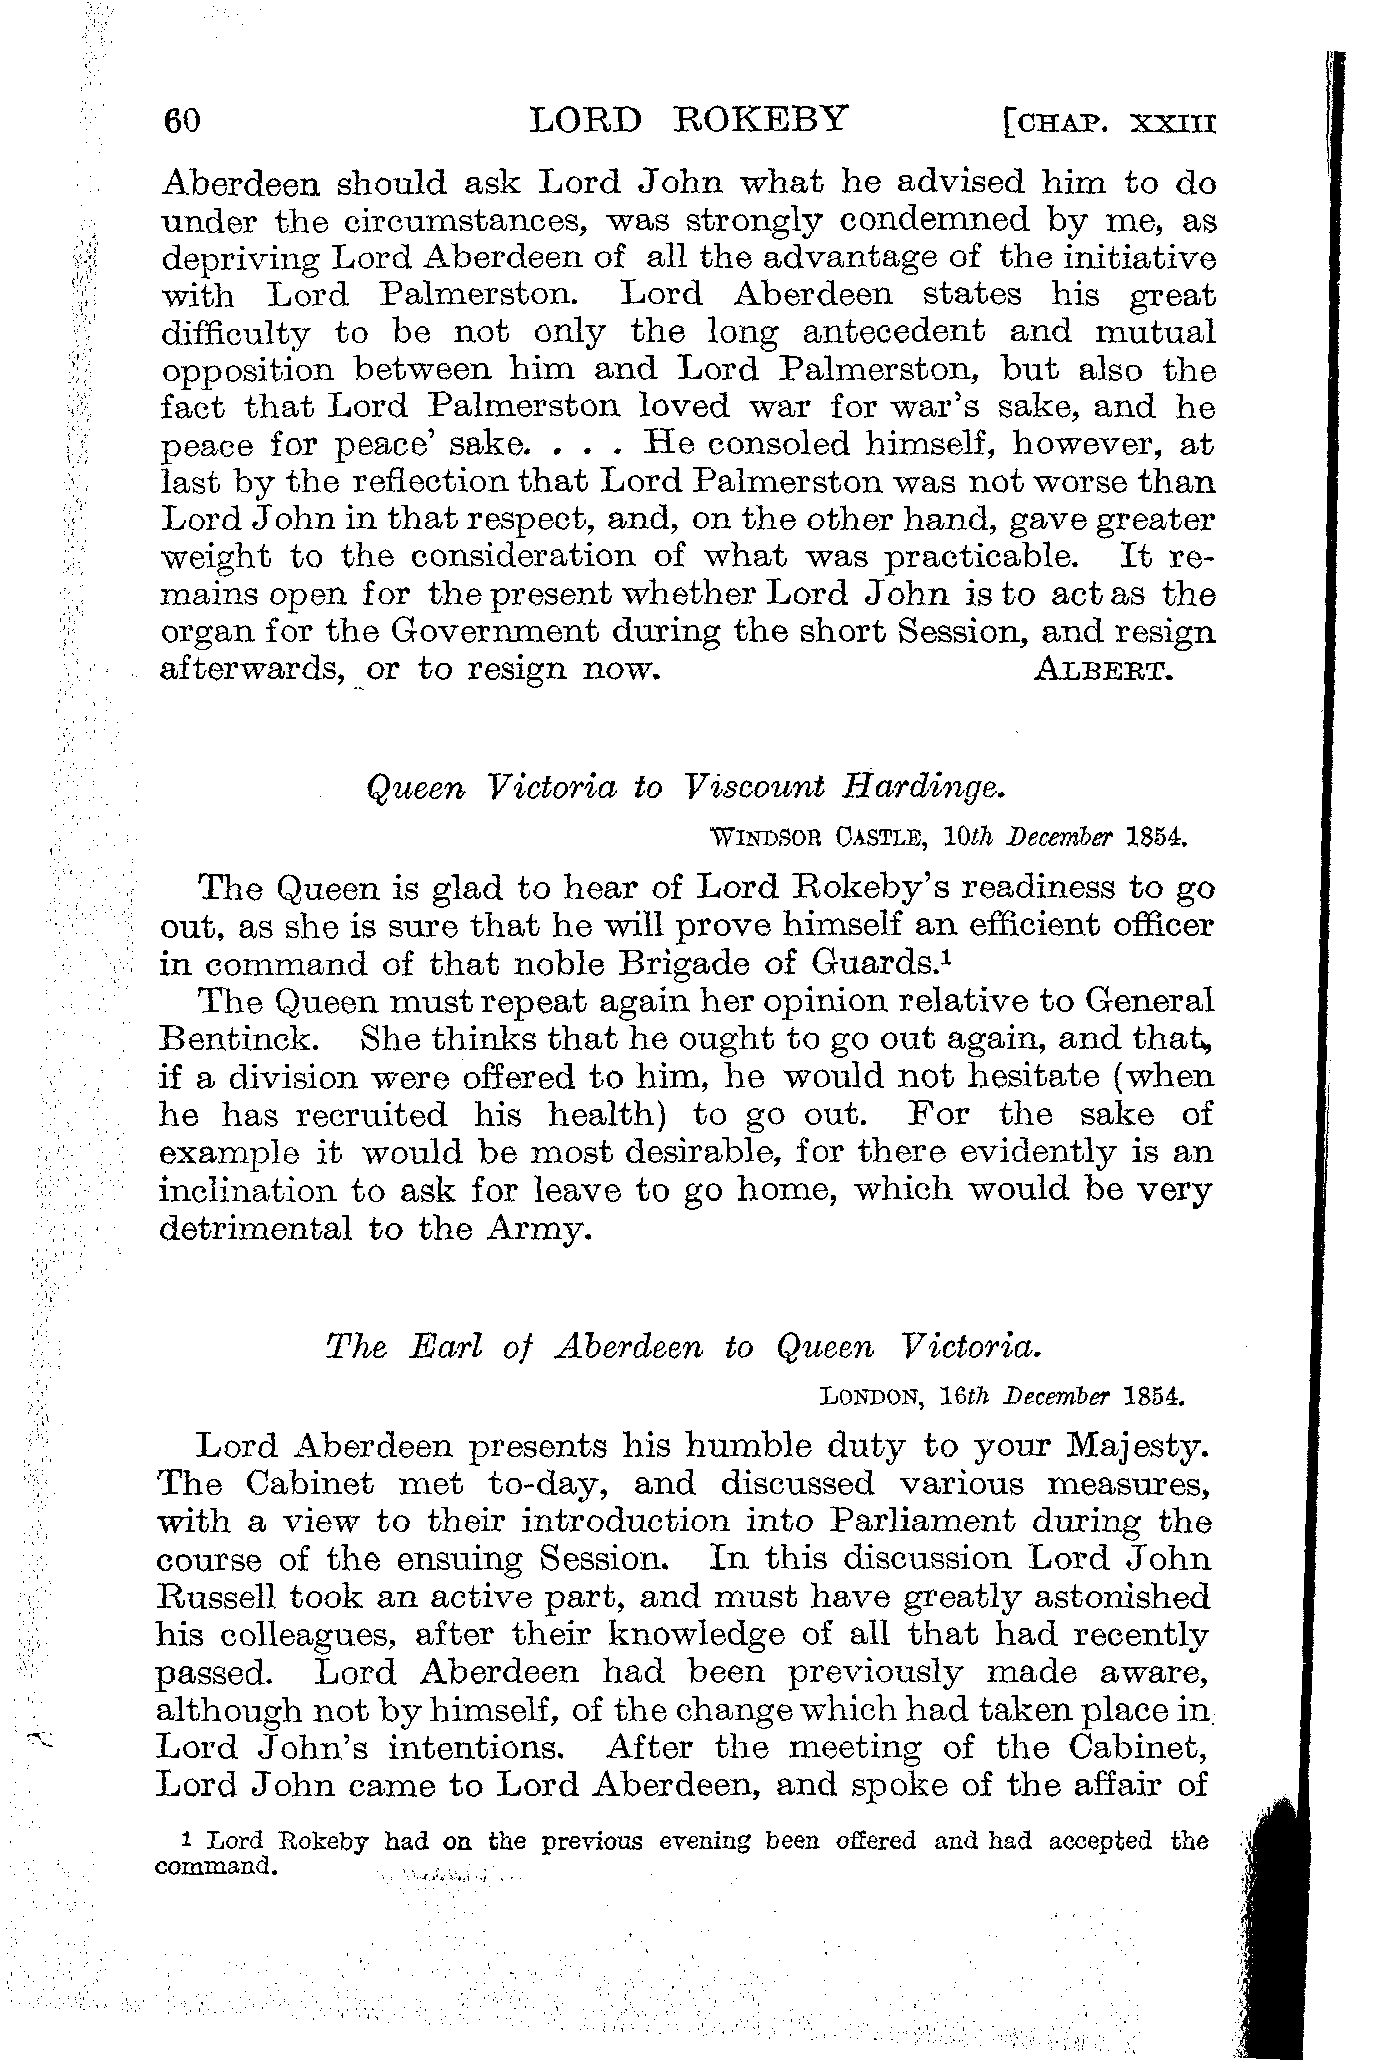 60 LORD ROKEBY [CHAP. XXIII
Aberdeen should ask Lord John what he advised him to do
under the circumstances, was strongly condemned by me, as
depriving Lord Aberdeen of all the advantage of the initiative
with Lord Palmerston. Lord Aberdeen states his great
difficulty to be not only the long antecedent and mutual
opposition between him and Lord Palmerston, but also the
fact that Lord Palmerston loved war for war's sake, and he
peace for peace' sake. . . . He consoled himself, however, at
last by the reflection that Lord Palmerston was not worse than
Lord John in that respect, and, on the other hand, gave greater
weight to the consideration of what was practicable. It re-
mains open for the present whether Lord John is to act as the
organ for the Government during the short Session, and resign
afterwards, or to resign now. ALBERT.
Queen Victoria to Viscount Hardinge.
WINDSOR CASTLE, 10th December 1854.
The Queen is glad to hear of Lord Rokeby's readiness to go
out, as she is sure that he will prove himself an efficient officer
in command of that noble Brigade of Guards.¹
The Queen must repeat again her opinion relative to General
Bentinck. She thinks that he ought to go out again, and that,
if a division were offered to him, he would not hesitate (when
he has recruited his health) to go out. For the sake of
example it would be most desirable, for there evidently is an
inclination to ask for leave to go home, which would be very
detrimental to the Army.
The Earl of Aberdeen to Queen Victoria.
LONDON, 16th December 1854.
Lord Aberdeen presents his humble duty to your Majesty.
The Cabinet met to-day, and discussed various measures,
with a view to their introduction into Parliament during the
course of the ensuing Session. In this discussion Lord John
Russell took an active part, and must have greatly astonished
his colleagues, after their knowledge of all that had recently
passed. Lord Aberdeen had been previously made aware,
although not by himself, of the change which had taken place in
Lord John's intentions. After the meeting of the Cabinet,
Lord John came to Lord Aberdeen, and spoke of the affair of
1 Lord Rokeby had on the previous evening been offered and had accepted the
command.